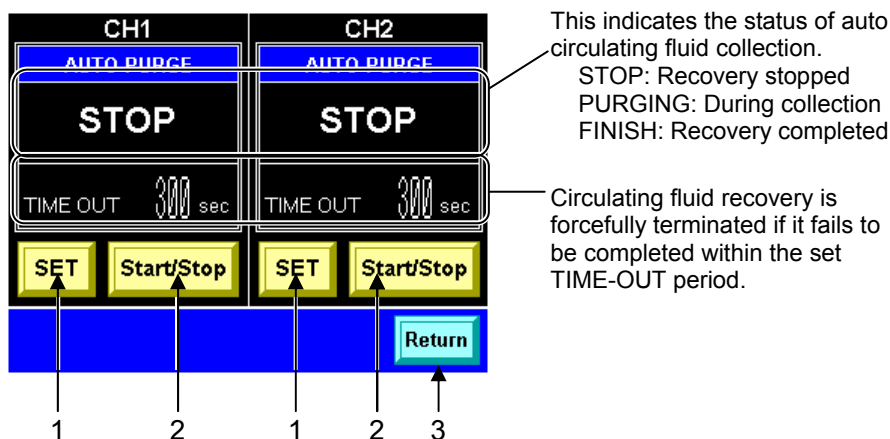 CH1
CH2
AUTO PURGE
AUTO PURGE
STOP
STOP
TIME OUT 300 sec
TIME OUT 300 sec
SET
Start/Stop
SET
Start/Stop
Return
1
2
1
2
3
This indicates the status of auto
circulating fluid collection.
STOP: Recovery stopped
PURGING: During collection
FINISH: Recovery completed
Circulating fluid recovery is
forcefully terminated if it fails to
be completed within the set
TIME-OUT period.